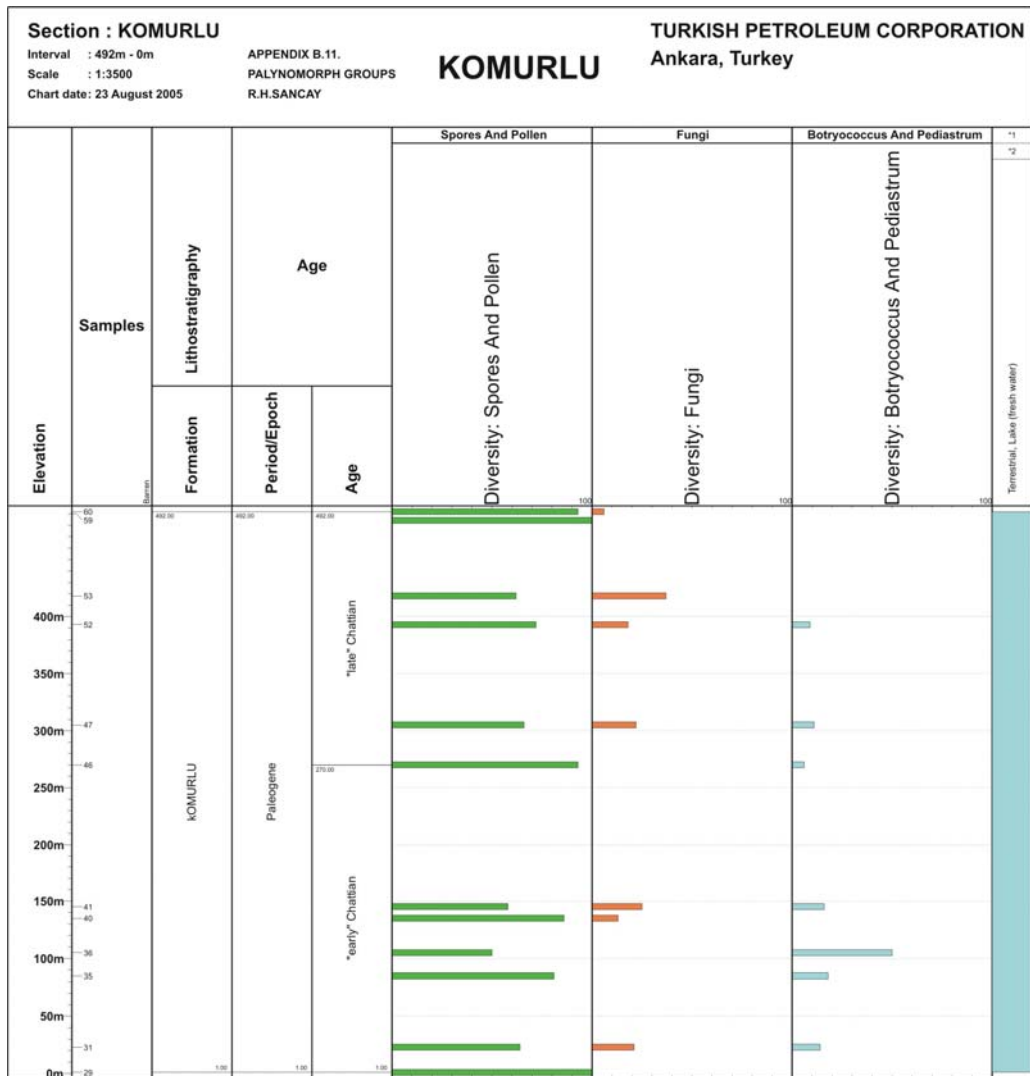 Section : KOMURLU
Interval : 492m - 0m
Scale : 1:3500
Chart date: 23 August 2005
APPENDIX B.11.
PALYNOMORPH GROUPS
R.H.SANCAY
KOMURLU
TURKISH PETROLEUM CORPORATION
Ankara, Turkey
Spores And Pollen
Fungi
Botryococcus And Pediastrum
*1
*2
Elevation
Samples
Barren
Lithostratigraphy
Formation
Age
Period/Epoch
Age
Diversity: Spores And Pollen
100
Diversity: Fungi
100
Diversity: Botryococcus And Pediastrum
100
Terrestrial, Lake (fresh water)
400m
350m
300m
250m
200m
150m
100m
50m
0m
60
59
53
52
47
46
41
40
36
35
31
29
492.00
kOMURLU
1.00
492.00
Paleogene
492.00
"late" Chattian
270.00
"early" Chattian
1.00